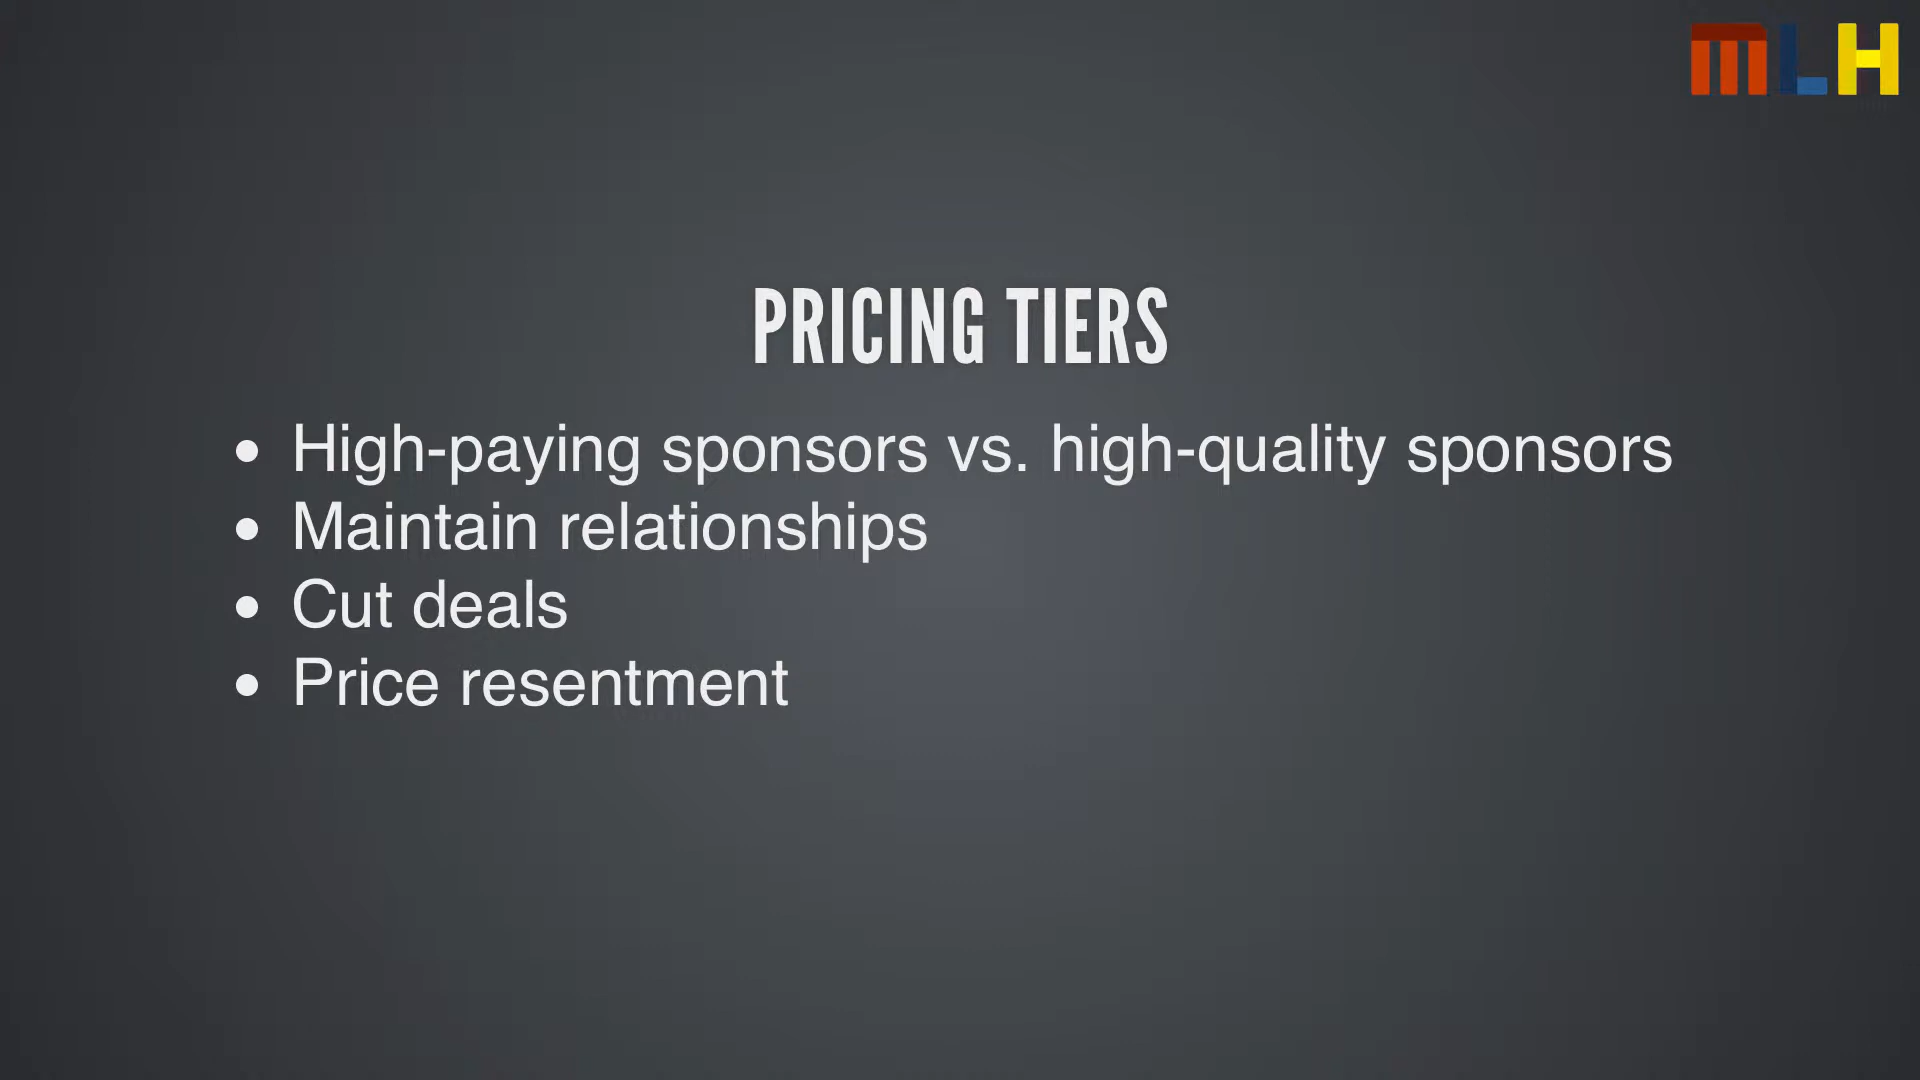 MLH
PRICING TIERS
• High-paying sponsors vs. high-quality sponsors
• Maintain relationships
• Cut deals
• Price resentment